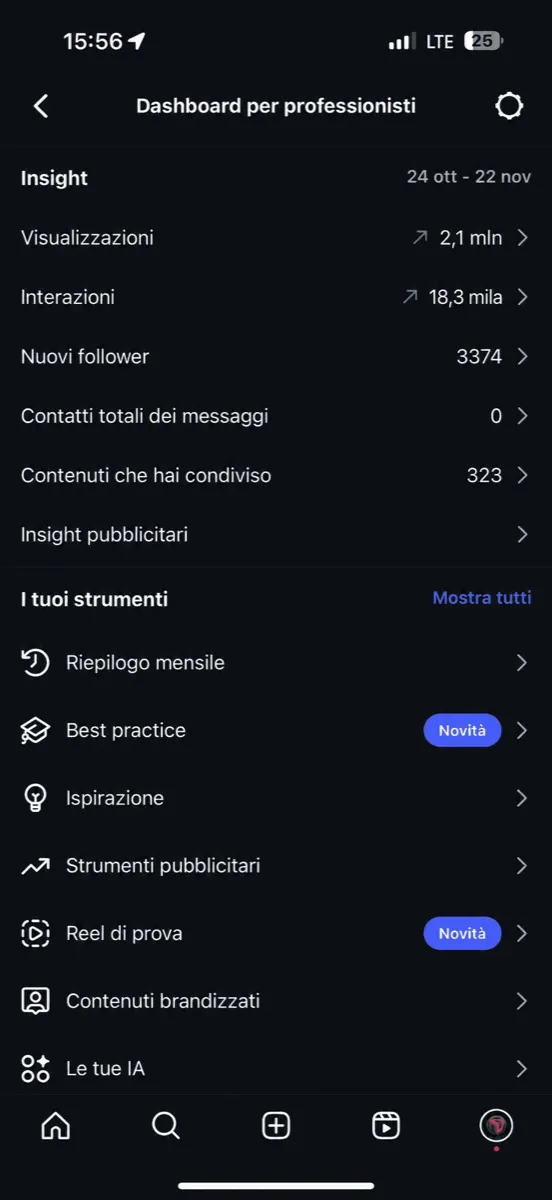 15:56
LTE
25
Dashboard per professionisti
Insight
24 ott - 22 nov
Visualizzazioni
2,1 mln
Interazioni
18,3 mila
Nuovi follower
3374
Contatti totali dei messaggi
0
Contenuti che hai condiviso
323
Insight pubblicitari
I tuoi strumenti
Mostra tutti
Riepilogo mensile
Best practice
Novità
Ispirazione
Strumenti pubblicitari
Reel di prova
Novità
Contenuti brandizzati
Le tue IA